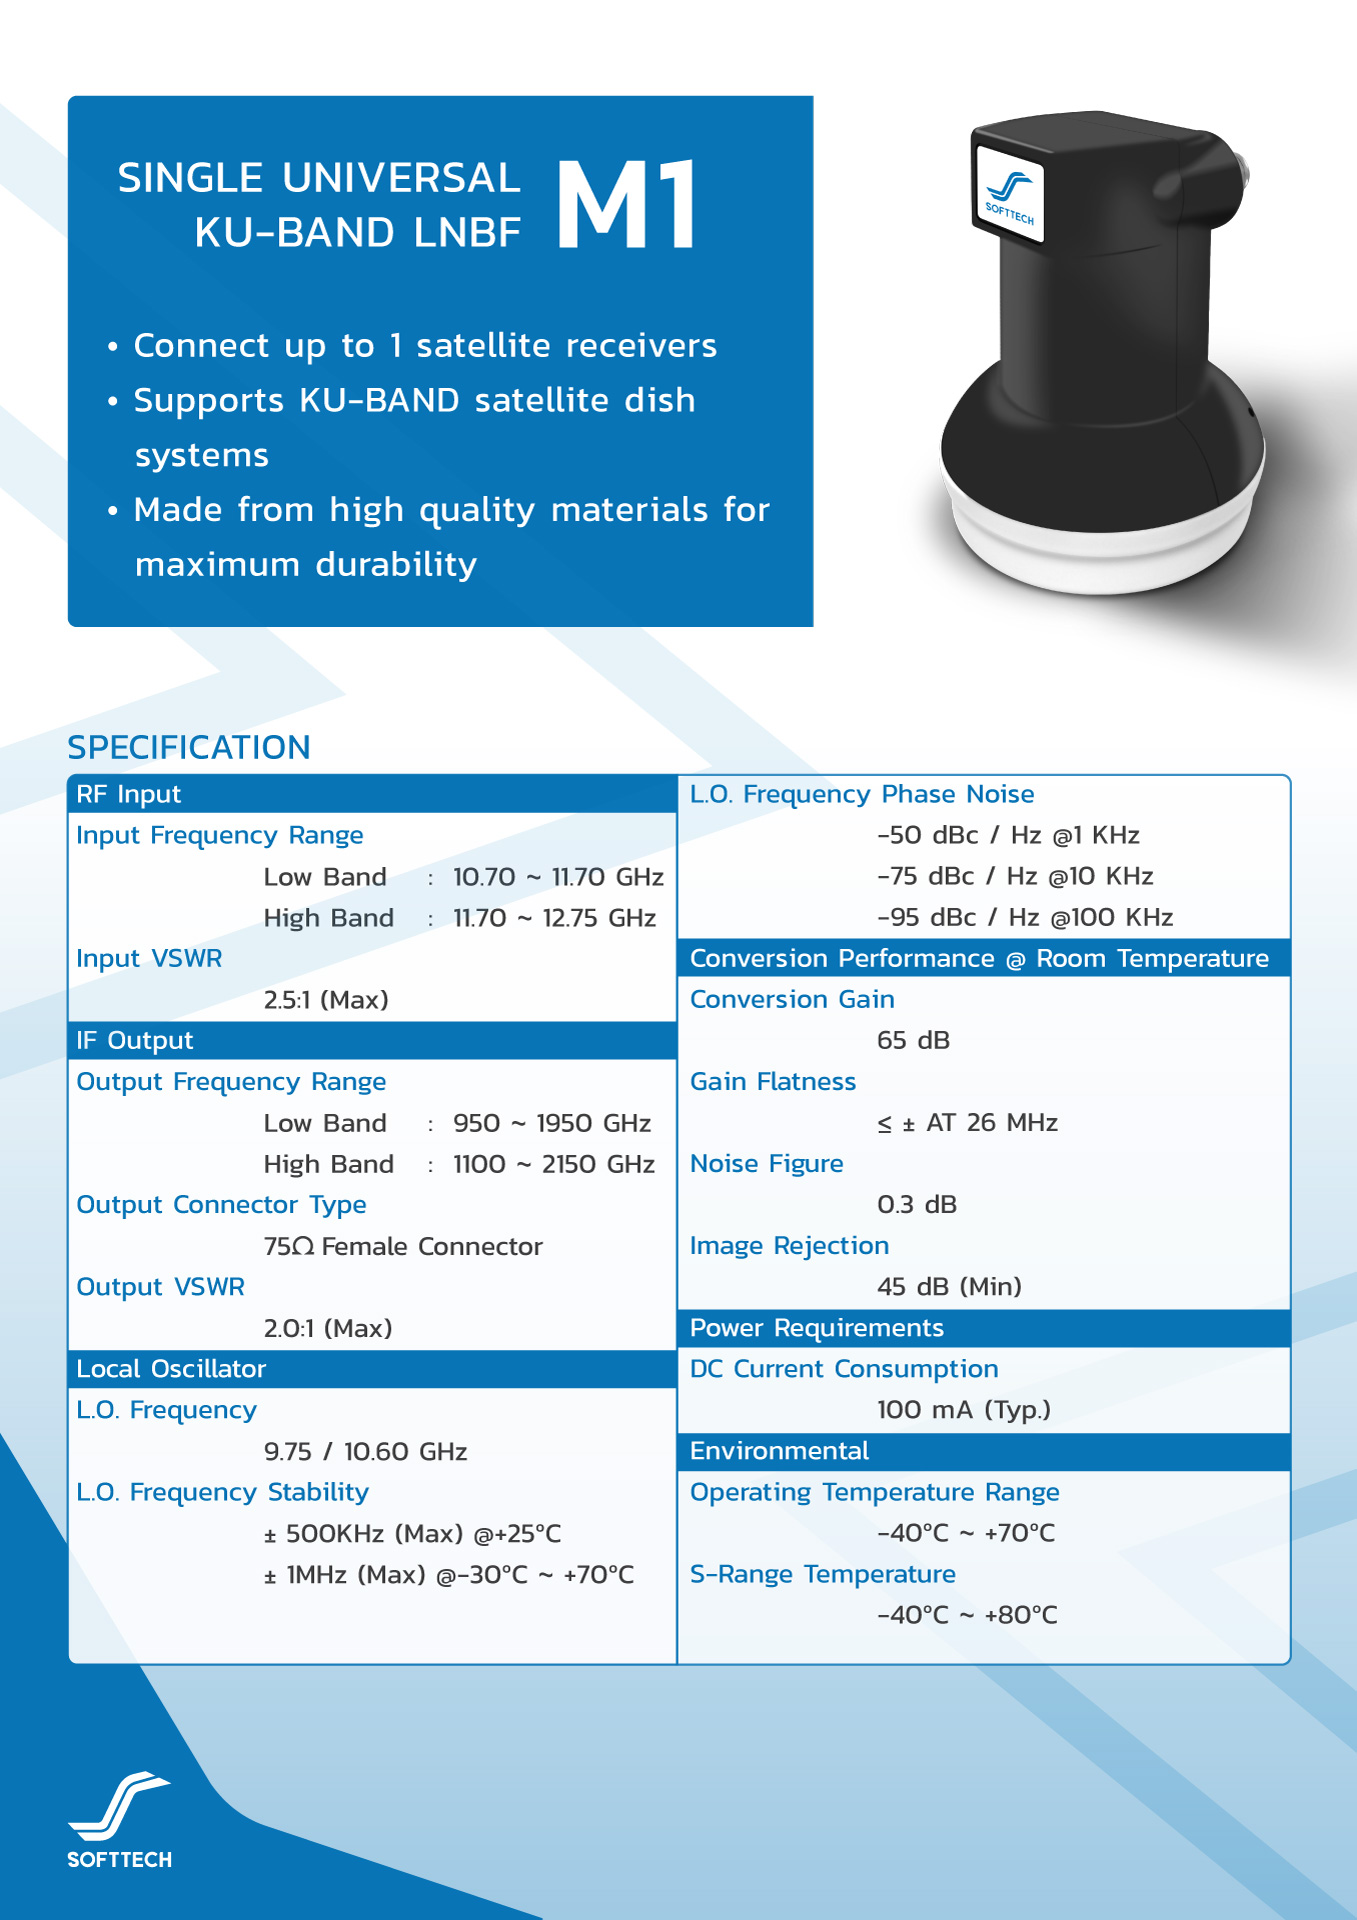 SINGLE UNIVERSAL
KU-BAND LNBF
M1
• Connect up to 1 satellite receivers
• Supports KU-BAND satellite dish
systems
• Made from high quality materials for
maximum durability
SOFTTECH
SPECIFICATION
RF Input
Input Frequency Range
Low Band : 10.70 ~ 11.70 GHz
High Band : 11.70 ~ 12.75 GHz
Input VSWR
2.5:1 (Max)
IF Output
Output Frequency Range
Low Band : 950 ~ 1950 GHz
High Band : 1100 ~ 2150 GHz
Output Connector Type
75Ω Female Connector
Output VSWR
2.0:1 (Max)
Local Oscillator
L.O. Frequency
9.75 / 10.60 GHz
L.O. Frequency Stability
± 500KHz (Max) @+25°C
± 1MHz (Max) @-30°C ~ +70°C
L.O. Frequency Phase Noise
-50 dBc / Hz @1 KHz
-75 dBc / Hz @10 KHz
-95 dBc / Hz @100 KHz
Conversion Performance @ Room Temperature
Conversion Gain
65 dB
Gain Flatness
≤ ± AT 26 MHz
Noise Figure
0.3 dB
Image Rejection
45 dB (Min)
Power Requirements
DC Current Consumption
100 mA (Typ.)
Environmental
Operating Temperature Range
-40°C ~ +70°C
S-Range Temperature
-40°C ~ +80°C
SOFTTECH